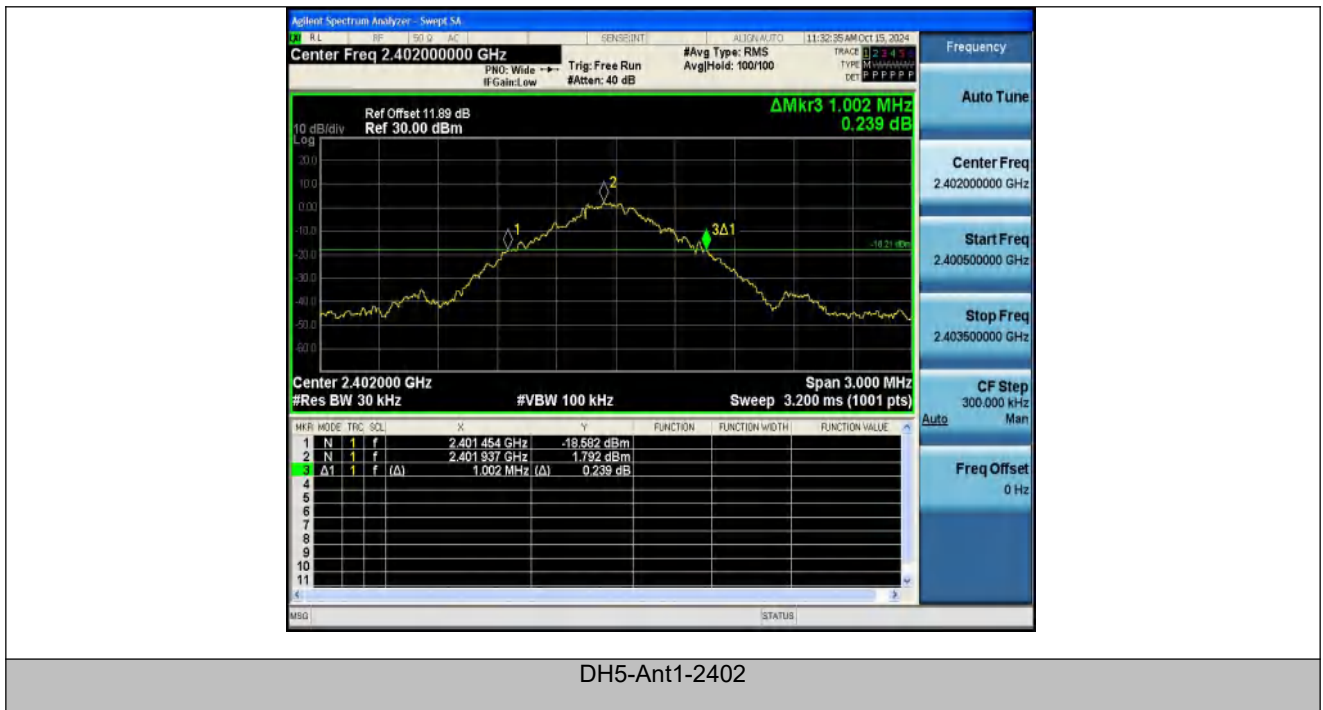 Agilent Spectrum Analyzer - Swept SA
RL RF 50 Ω AC SENSE:INT ALIGN AUTO 11:32:35 AM Oct 15, 2024
Center Freq 2.402000000 GHz
PNO: Wide
IFGain:Low
Trig: Free Run
#Atten: 40 dB
#Avg Type: RMS
Avg|Hold: 100/100
TRACE 1 2 3 4 5 6
TYPE M
DET P P P P P P
Frequency
Ref Offset 11.89 dB
10 dB/div Ref 30.00 dBm
Log
ΔMkr3 1.002 MHz
0.239 dB
20.0
10.0
0.00
-10.0
-20.0
-30.0
-40.0
-50.0
-60.0
1
2
3Δ1
-18.21 dBm
Center 2.402000 GHz Span 3.000 MHz
#Res BW 30 kHz #VBW 100 kHz Sweep 3.200 ms (1001 pts)
MKR MODE TRC SCL X Y FUNCTION FUNCTION WIDTH FUNCTION VALUE
1 N 1 f 2.401 454 GHz -18.582 dBm
2 N 1 f 2.401 937 GHz 1.792 dBm
3 Δ1 1 f (Δ) 1.002 MHz (Δ) 0.239 dB
4
5
6
7
8
9
10
11
MSG STATUS
Auto Tune
Center Freq
2.402000000 GHz
Start Freq
2.400500000 GHz
Stop Freq
2.403500000 GHz
CF Step
300.000 kHz
Auto Man
Freq Offset
0 Hz
DH5-Ant1-2402